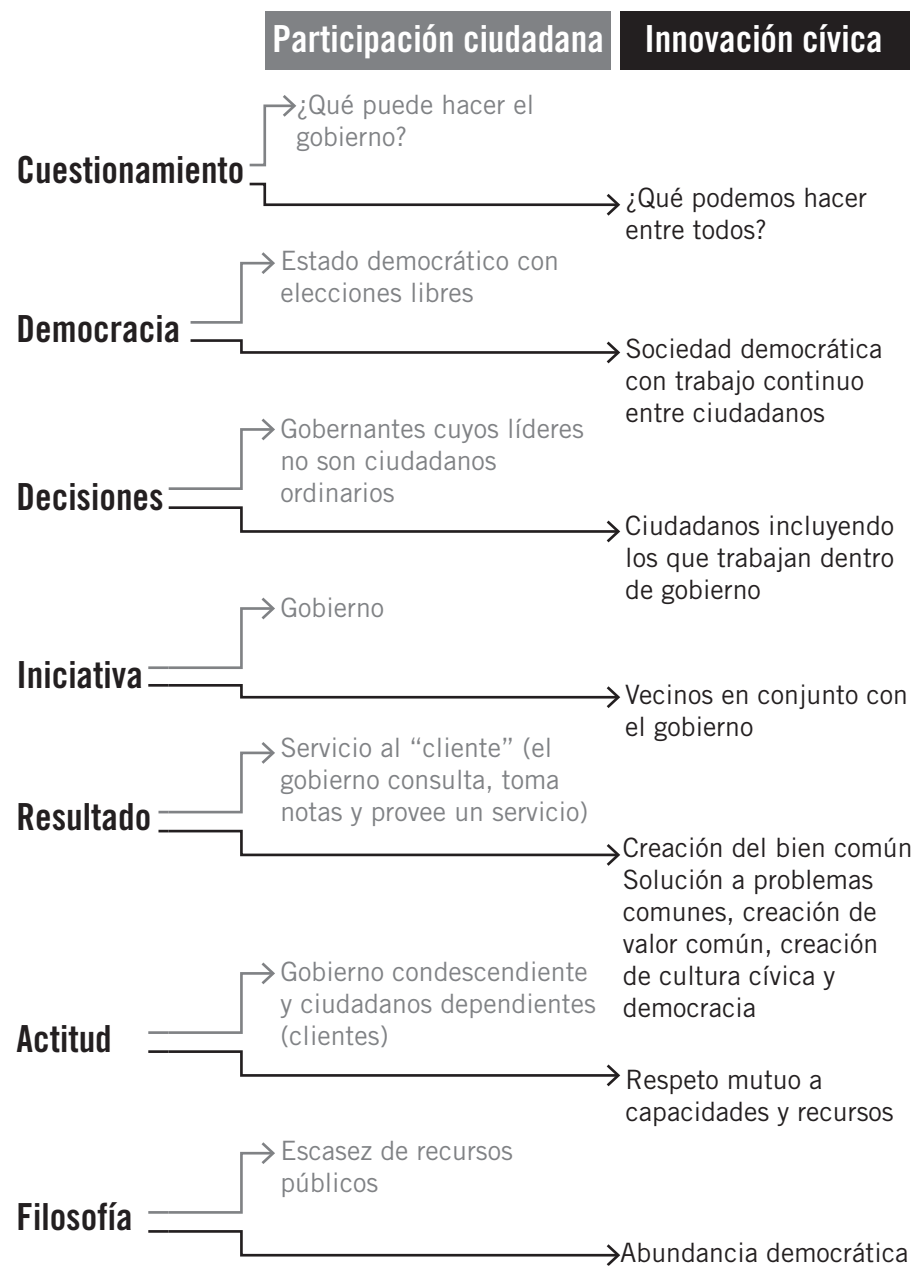 Participación ciudadana
Innovación cívica
Cuestionamiento
¿Qué puede hacer el
gobierno?
¿Qué podemos hacer
entre todos?
Democracia
Estado democrático con
elecciones libres
Sociedad democrática
con trabajo continuo
entre ciudadanos
Decisiones
Gobernantes cuyos líderes
no son ciudadanos
ordinarios
Ciudadanos incluyendo
los que trabajan dentro
de gobierno
Iniciativa
Gobierno
Vecinos en conjunto con
el gobierno
Resultado
Servicio al “cliente” (el
gobierno consulta, toma
notas y provee un servicio)
Creación del bien común
Solución a problemas
comunes, creación de
valor común, creación
de cultura cívica y
democracia
Actitud
Gobierno condescendiente
y ciudadanos dependientes
(clientes)
Respeto mutuo a
capacidades y recursos
Filosofía
Escasez de recursos
públicos
Abundancia democrática